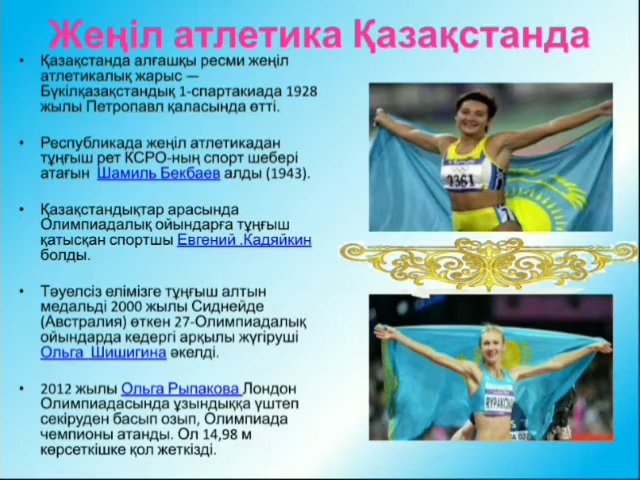 Жеңіл атлетика Қазақстанда
• Қазақстанда алғашқы ресми жеңіл
атлетикалық жарыс —
Бүкілқазақстандық 1-спартакиада 1928
жылы Петропавл қаласында өтті.
• Республикада жеңіл атлетикадан
тұңғыш рет КСРО-ның спорт шебері
атағын Шамиль Бекбаев алды (1943).
• Қазақстандықтар арасында
Олимпиадалық ойындарға тұңғыш
қатысқан спортшы Евгений .Кадяйкин
болды.
• Тәуелсіз елімізге тұңғыш алтын
медальді 2000 жылы Сиднейде
(Австралия) өткен 27-Олимпиадалық
ойындарда кедергі арқылы жүгіруші
Ольга Шишигина әкелді.
• 2012 жылы Ольга Рыпакова Лондон
Олимпиадасында ұзындыққа үштеп
секіруден басып озып, Олимпиада
чемпионы атанды. Ол 14,98 м
көрсеткішке қол жеткізді.
RYPAKOVA